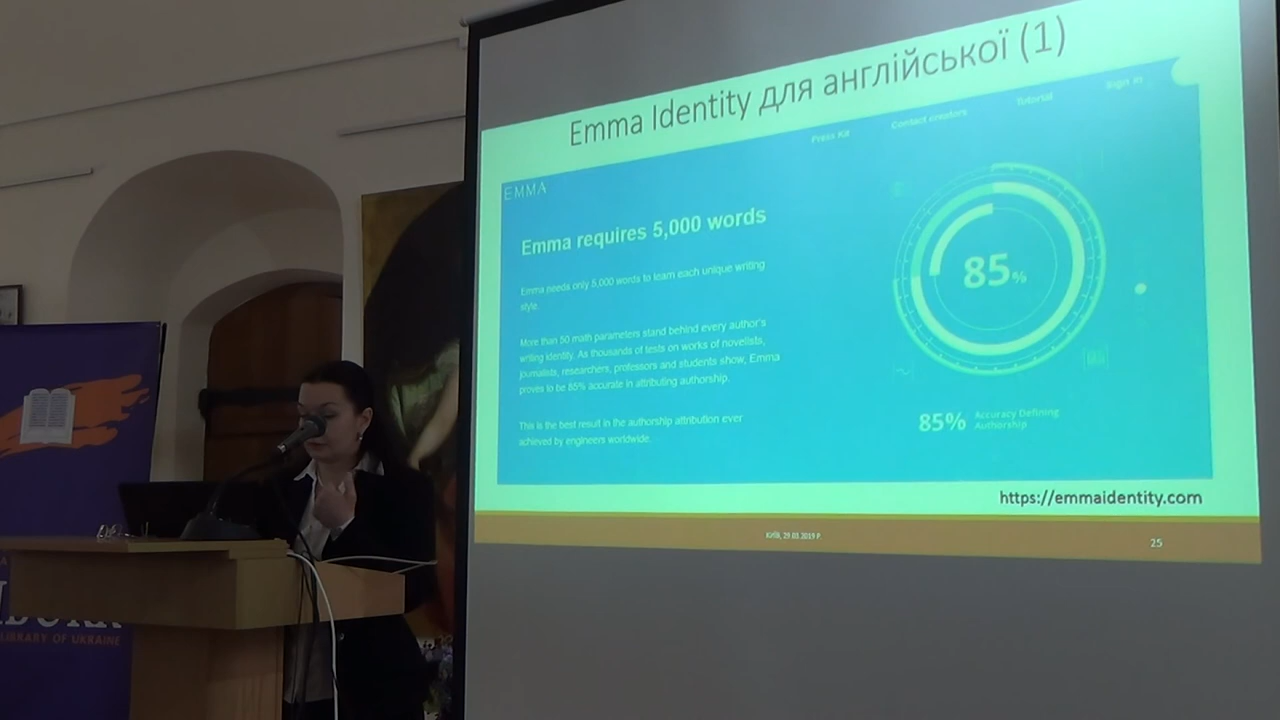 Emma Identity для англійської (1)
Press Kit
Contact creators
Tutorial
Sign in
EMMA
Emma requires 5,000 words
Emma needs only 5,000 words to learn each unique writing
style.
More than 50 math parameters stand behind every author's
writing identity. As thousands of tests on works of novelists,
journalists, researchers, professors and students show, Emma
proves to be 85% accurate in attributing authorship.
This is the best result in the authorship attribution ever
achieved by engineers worldwide.
85%
85% Accuracy Defining
Authorship
https://emmaidentity.com
Київ, 29.03.2019 Р.
25
LIBRARY OF UKRAINE